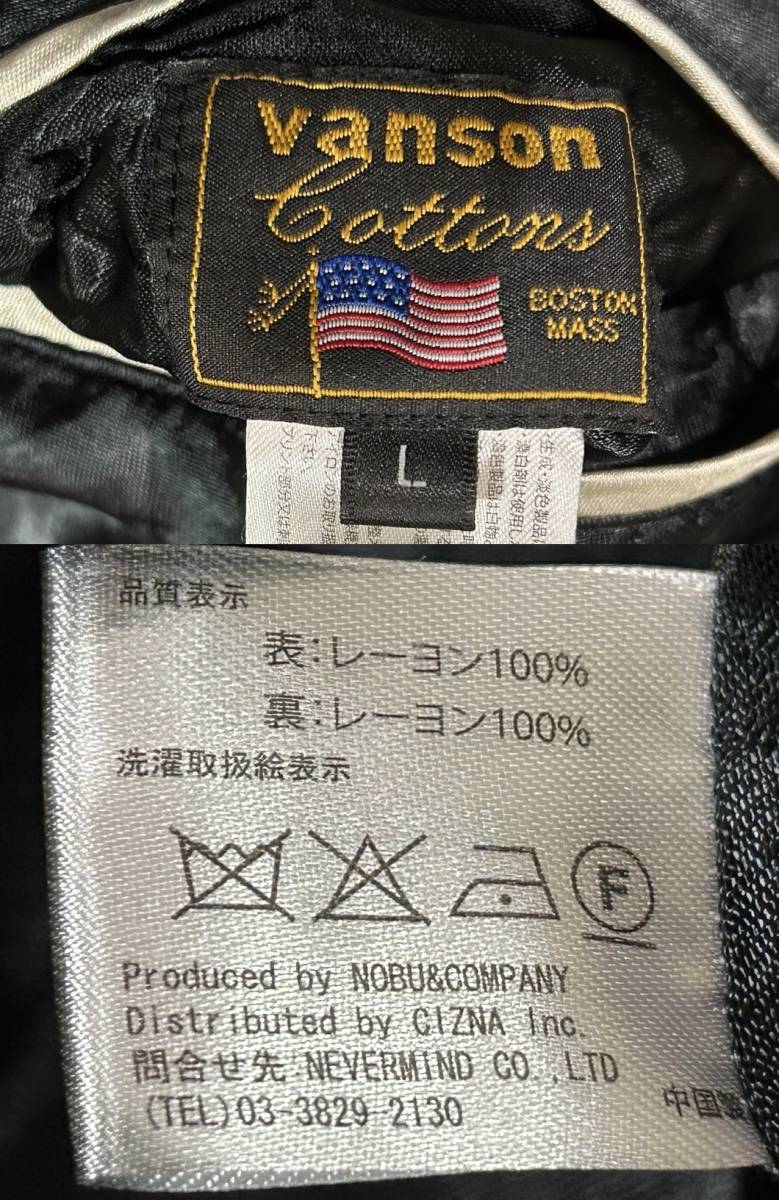 vanson
Cottons
BOSTON
MASS
L
品質表示
表:レーヨン100%
裏:レーヨン100%
洗濯取扱絵表示
F
Produced by NOBU&COMPANY
Distributed by CIZNA Inc.
問合せ先:NEVERMIND CO.,LTD
(TEL)03-3829-2130
中国製